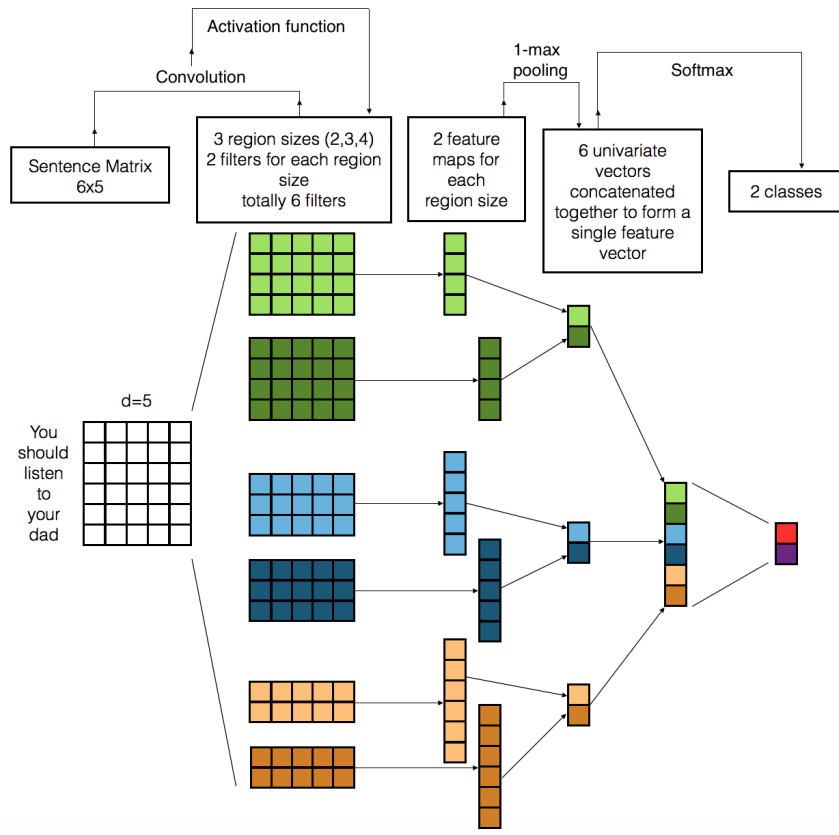 Activation function
Convolution
1-max
pooling
Softmax
Sentence Matrix
6x5
3 region sizes (2,3,4)
2 filters for each region
size
totally 6 filters
2 feature
maps for
each
region size
6 univariate
vectors
concatenated
together to form a
single feature
vector
2 classes
d=5
You
should
listen
to
your
dad